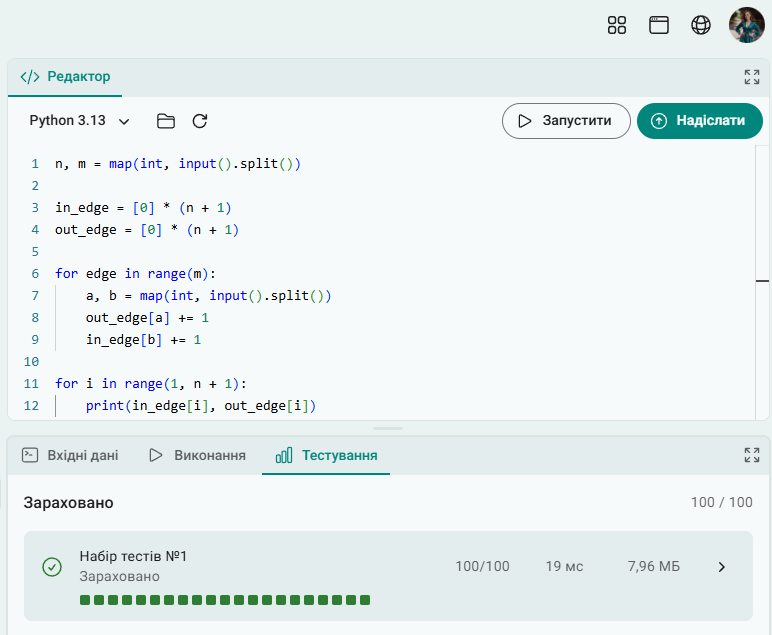 </> Редактор
Python 3.13
Запустити
Надіслати
1 n, m = map(int, input().split())
2
3 in_edge = [0] * (n + 1)
4 out_edge = [0] * (n + 1)
5
6 for edge in range(m):
7     a, b = map(int, input().split())
8     out_edge[a] += 1
9     in_edge[b] += 1
10
11 for i in range(1, n + 1):
12     print(in_edge[i], out_edge[i])
Вхідні дані
Виконання
Тестування
Зараховано
100 / 100
Набір тестів №1
Зараховано
100/100
19 мс
7,96 МБ